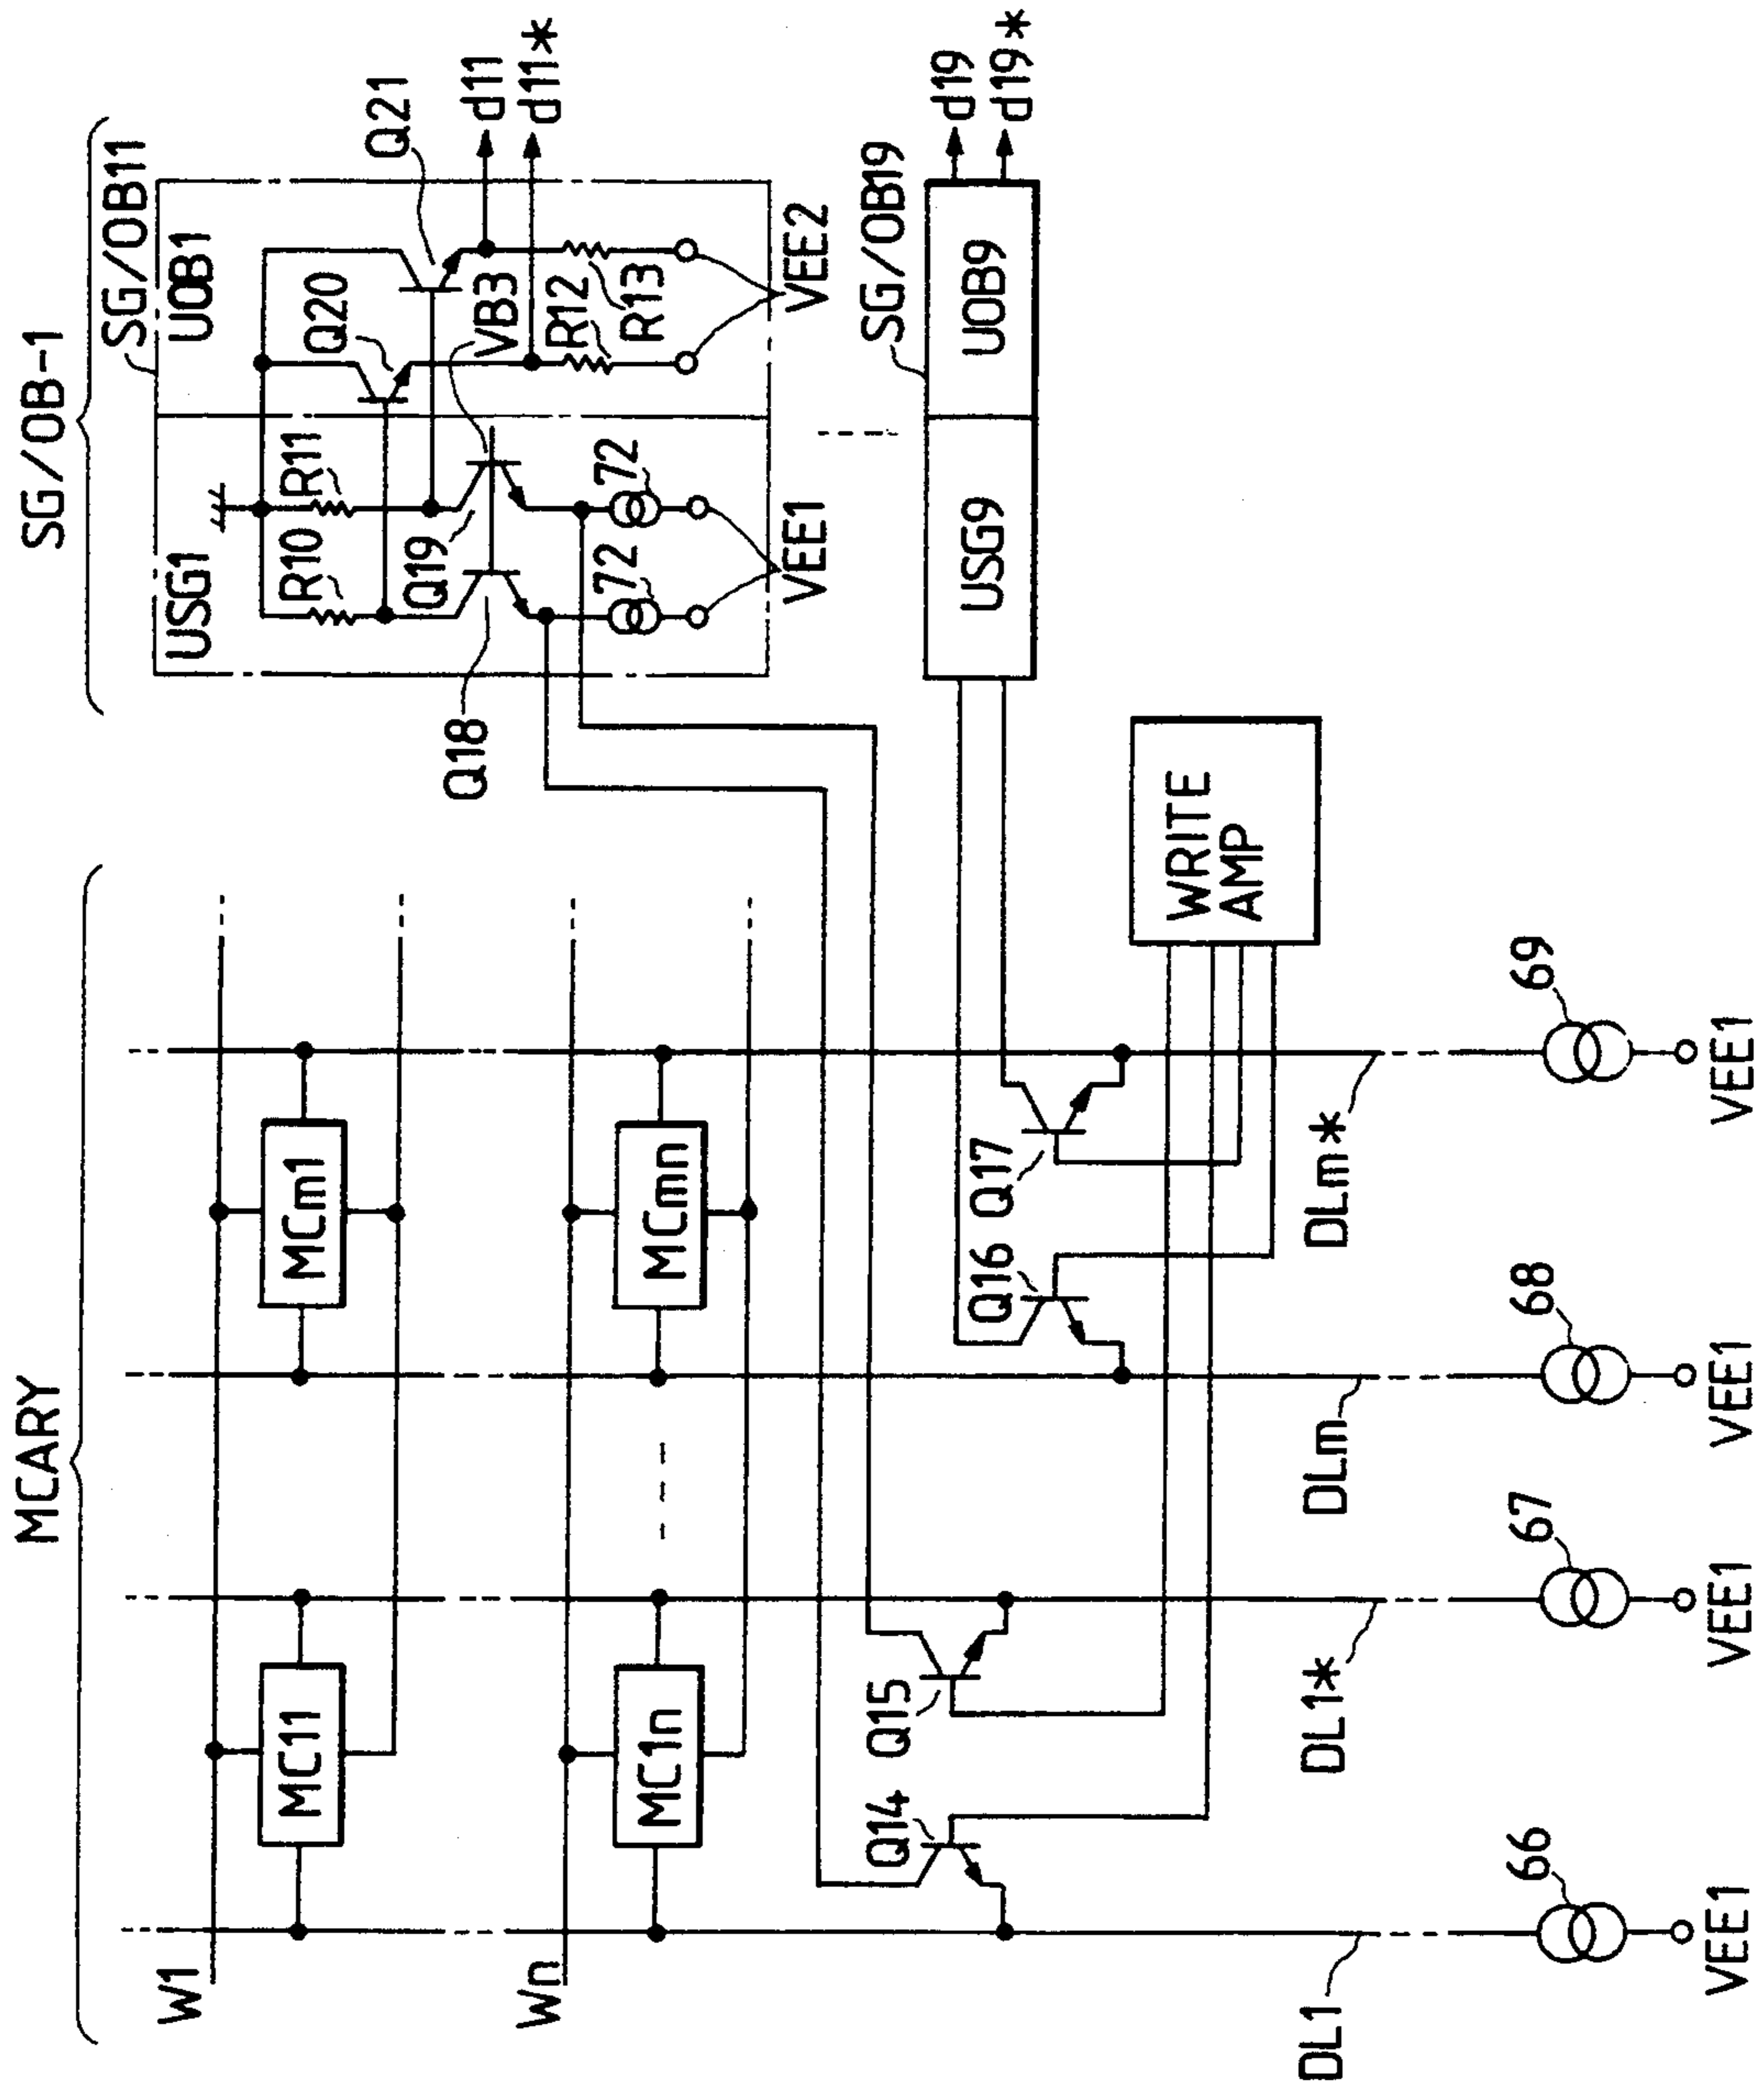 MCARY
SG/OB-1
SG/OB11
W1
MC11
MCm1
USG1
UOB1
R10
R11
Q20
Q21
d11
d11*
Q18
Q19
VB3
72
72
R12
R13
VEE1
VEE2
Wn
MC1n
MCmn
SG/OB19
USG9
UOB9
d19
d19*
Q14
Q15
Q16
Q17
WRITE
AMP
DL1
DL1*
DLm
DLm*
66
67
68
69
VEE1
VEE1
VEE1
VEE1